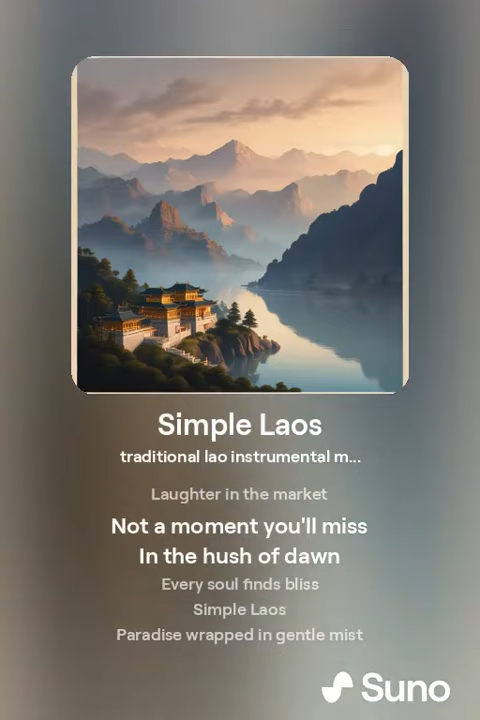 Simple Laos
traditional lao instrumental m...
Laughter in the market
Not a moment you'll miss
In the hush of dawn
Every soul finds bliss
Simple Laos
Paradise wrapped in gentle mist
Suno